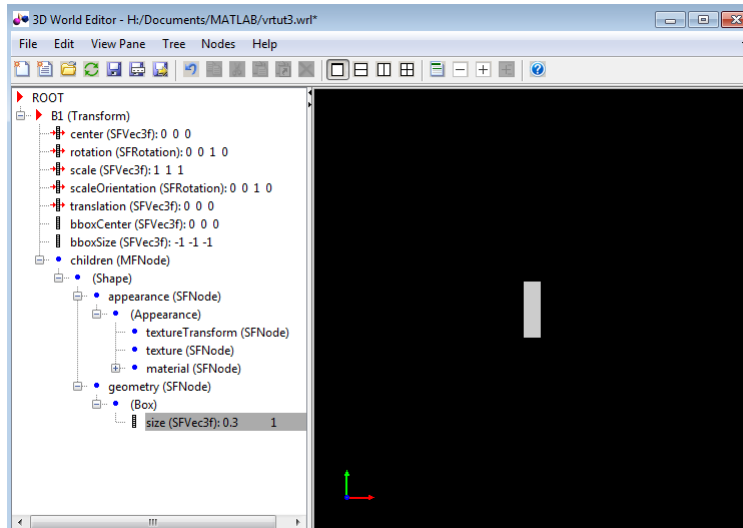 3D World Editor - H:/Documents/MATLAB/vrtut3.wrl*
File Edit View Pane Tree Nodes Help
ROOT
B1 (Transform)
center (SFVec3f): 0 0 0
rotation (SFRotation): 0 0 1 0
scale (SFVec3f): 1 1 1
scaleOrientation (SFRotation): 0 0 1 0
translation (SFVec3f): 0 0 0
bboxCenter (SFVec3f): 0 0 0
bboxSize (SFVec3f): -1 -1 -1
children (MFNode)
(Shape)
appearance (SFNode)
(Appearance)
textureTransform (SFNode)
texture (SFNode)
material (SFNode)
geometry (SFNode)
(Box)
size (SFVec3f): 0.3 1